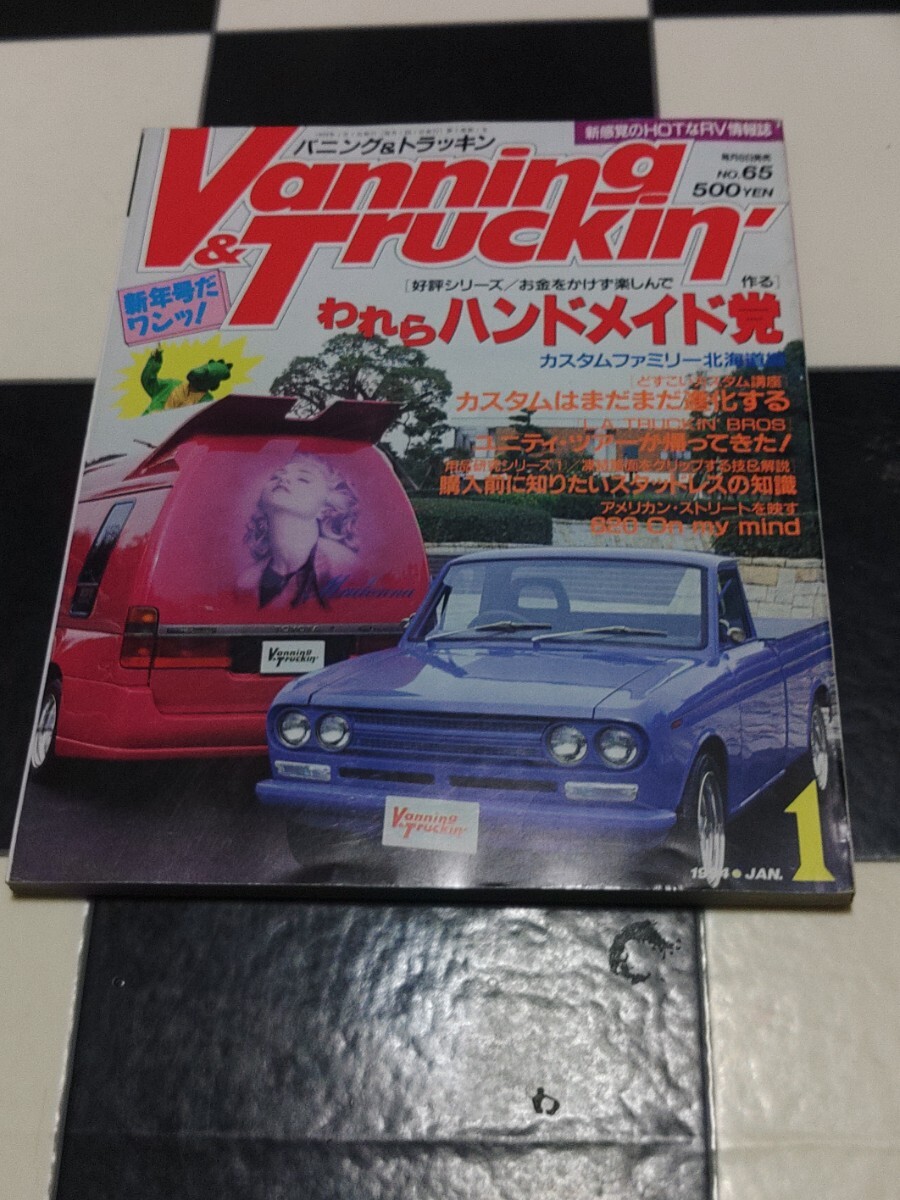 バニング&トラッキン
新感覚のHOTなRV情報誌
毎月8日発売
NO.65
500YEN
Vanning
&Truckin'
新年号だ
ワンッ!
[好評シリーズ/お金をかけず楽しんで 作る]
われらハンドメイド党
カスタムファミリー北海道
カスタムはまだまだ進化する
L.A. TRUCKIN' BROS
ユニティ・ツアーが帰ってきた!
購入前に知りたいスタッドレスの知識
アメリカン・ストリートを映す
620 On my mind
Madonna
Vanning
&Truckin'
Vanning
&Truckin'
1994•JAN. 1